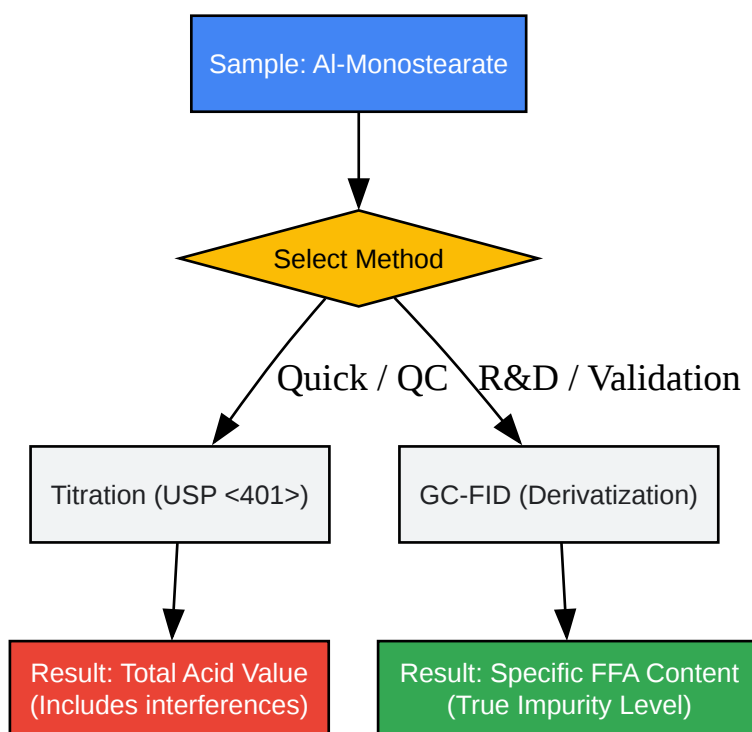 Sample: Al-Monostearate
Select Method
Quick / QC
R&D / Validation
Titration (USP <401>)
GC-FID (Derivatization)
Result: Total Acid Value
(Includes interferences)
Result: Specific FFA Content
(True Impurity Level)